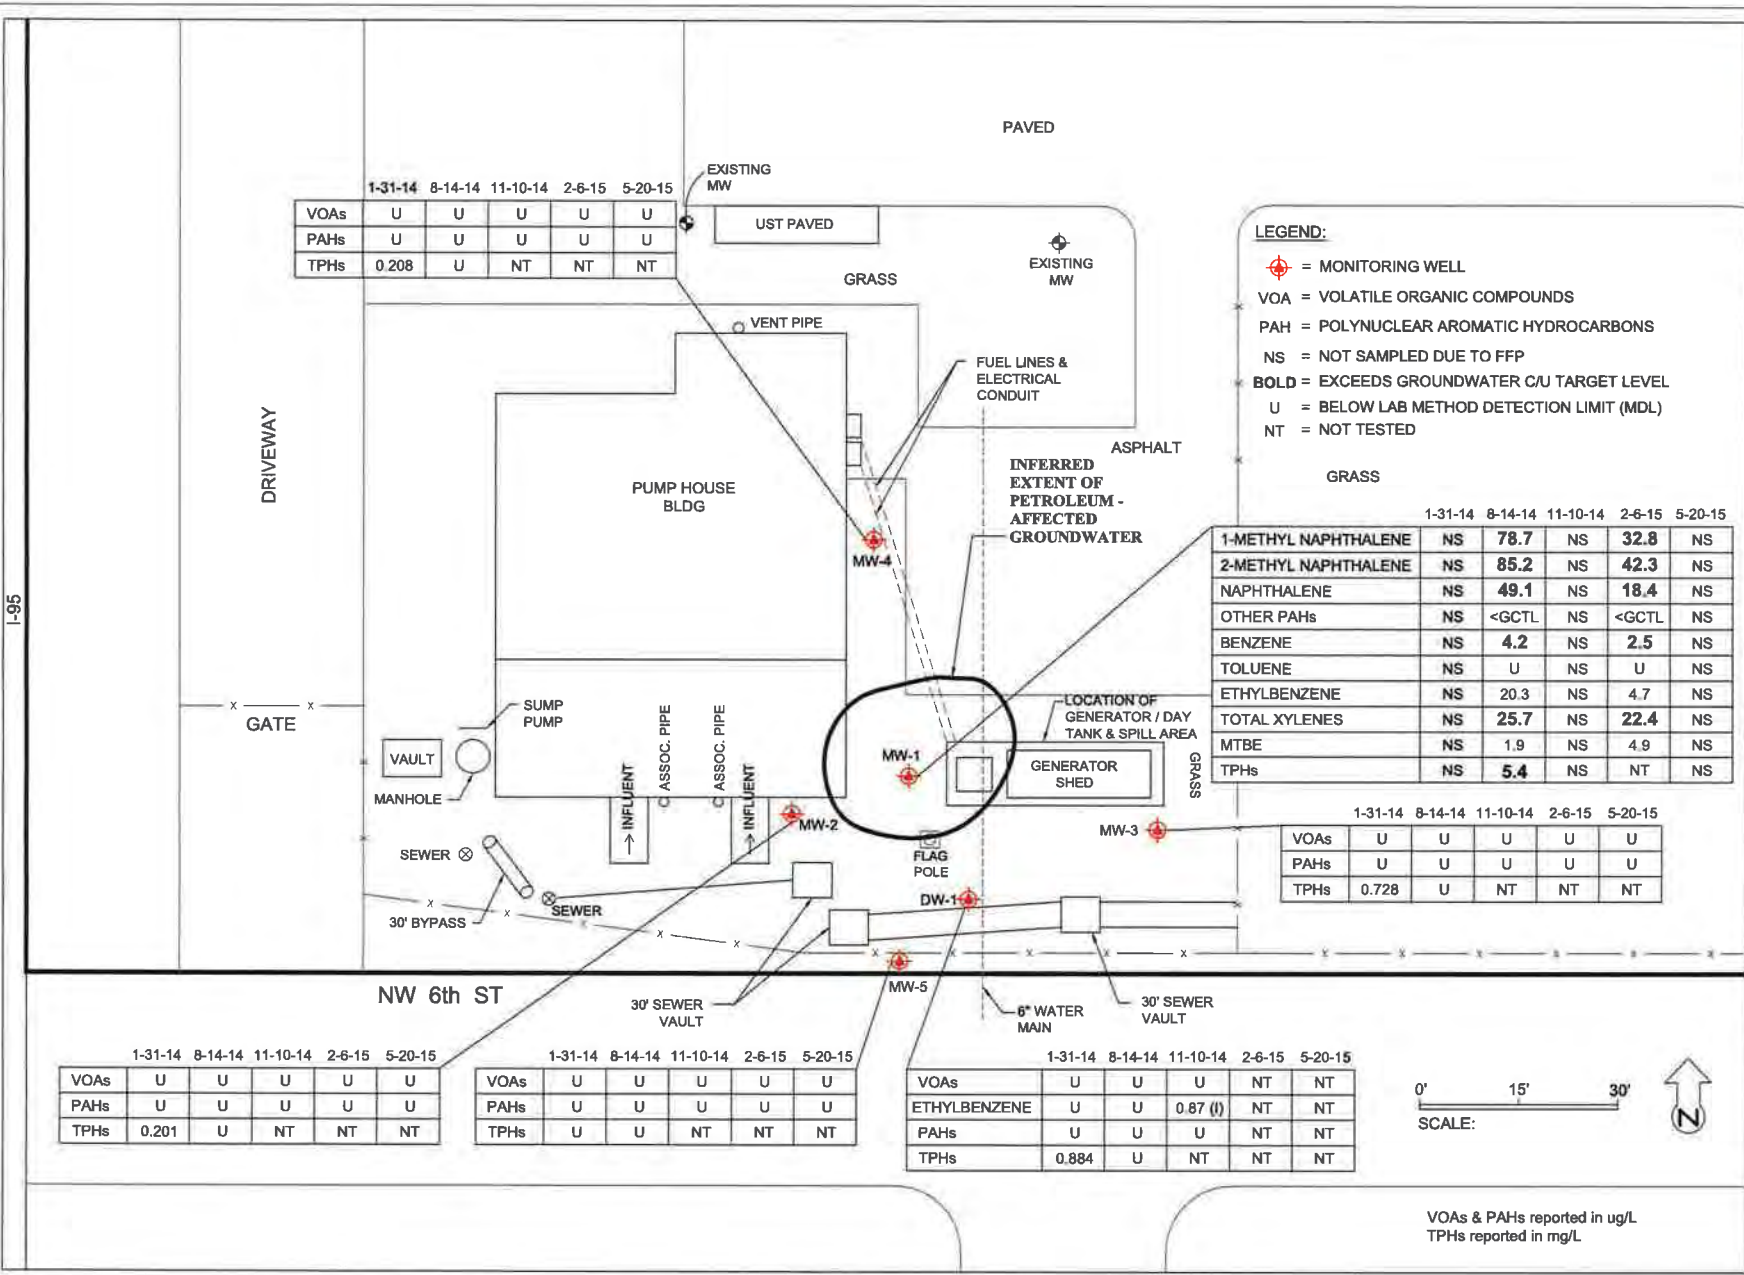 PAVED
EXISTING
MW
1-31-14 8-14-14 11-10-14 2-6-15 5-20-15
VOAs U U U U U
PAHs U U U U U
TPHs 0.208 U NT NT NT
UST PAVED
EXISTING
MW
GRASS
VENT PIPE
FUEL LINES &
ELECTRICAL
CONDUIT
LEGEND:
= MONITORING WELL
VOA = VOLATILE ORGANIC COMPOUNDS
PAH = POLYNUCLEAR AROMATIC HYDROCARBONS
NS = NOT SAMPLED DUE TO FFP
BOLD = EXCEEDS GROUNDWATER C/U TARGET LEVEL
U = BELOW LAB METHOD DETECTION LIMIT (MDL)
NT = NOT TESTED
DRIVEWAY
ASPHALT
GRASS
INFERRED
EXTENT OF
PETROLEUM -
AFFECTED
GROUNDWATER
PUMP HOUSE
BLDG
MW-4
I-95
1-31-14 8-14-14 11-10-14 2-6-15 5-20-15
1-METHYL NAPHTHALENE NS 78.7 NS 32.8 NS
2-METHYL NAPHTHALENE NS 85.2 NS 42.3 NS
NAPHTHALENE NS 49.1 NS 18.4 NS
OTHER PAHs NS <GCTL NS <GCTL NS
BENZENE NS 4.2 NS 2.5 NS
TOLUENE NS U NS U NS
ETHYLBENZENE NS 20.3 NS 4.7 NS
TOTAL XYLENES NS 25.7 NS 22.4 NS
MTBE NS 1.9 NS 4.9 NS
TPHs NS 5.4 NS NT NS
x x
GATE
SUMP
PUMP
VAULT
MANHOLE
INFLUENT
ASSOC. PIPE
ASSOC. PIPE
INFLUENT
LOCATION OF
GENERATOR / DAY
TANK & SPILL AREA
MW-1
GENERATOR
SHED
GRASS
MW-2
MW-3
FLAG
POLE
1-31-14 8-14-14 11-10-14 2-6-15 5-20-15
VOAs U U U U U
PAHs U U U U U
TPHs 0.728 U NT NT NT
SEWER
30' BYPASS
SEWER
DW-1
MW-5
NW 6th ST
30' SEWER
VAULT
6" WATER
MAIN
30' SEWER
VAULT
1-31-14 8-14-14 11-10-14 2-6-15 5-20-15
VOAs U U U U U
PAHs U U U U U
TPHs 0.201 U NT NT NT
1-31-14 8-14-14 11-10-14 2-6-15 5-20-15
VOAs U U U U U
PAHs U U U U U
TPHs U U NT NT NT
1-31-14 8-14-14 11-10-14 2-6-15 5-20-15
VOAs U U U NT NT
ETHYLBENZENE U U 0.87 (I) NT NT
PAHs U U U NT NT
TPHs 0.884 U NT NT NT
0' 15' 30'
SCALE:
N
VOAs & PAHs reported in ug/L
TPHs reported in mg/L